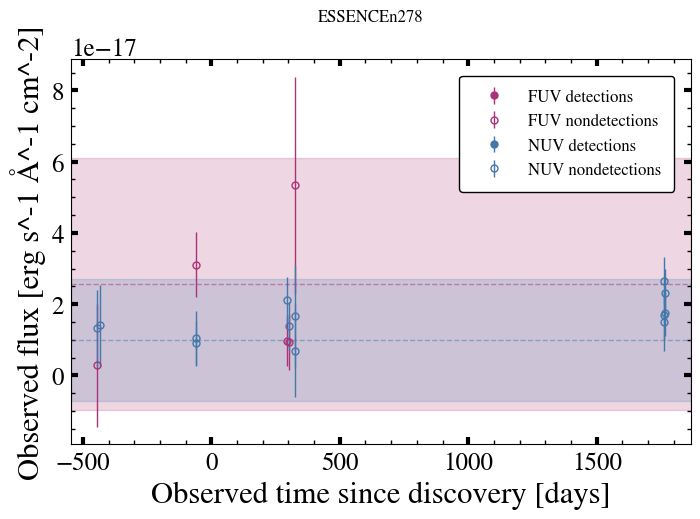 ESSENCEn278
1e−17
Observed flux [erg s^-1 Å^-1 cm^-2]
8
6
4
2
0
FUV detections
FUV nondetections
NUV detections
NUV nondetections
−500 0 500 1000 1500
Observed time since discovery [days]